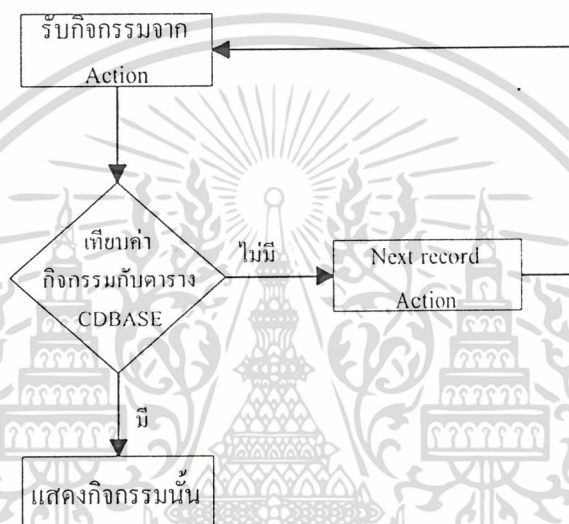 รับกิจกรรมจาก
Action
เทียบค่า
กิจกรรมกับตาราง
CDBASE
ไม่มี
Next record
Action
มี
แสดงกิจกรรมนั้น